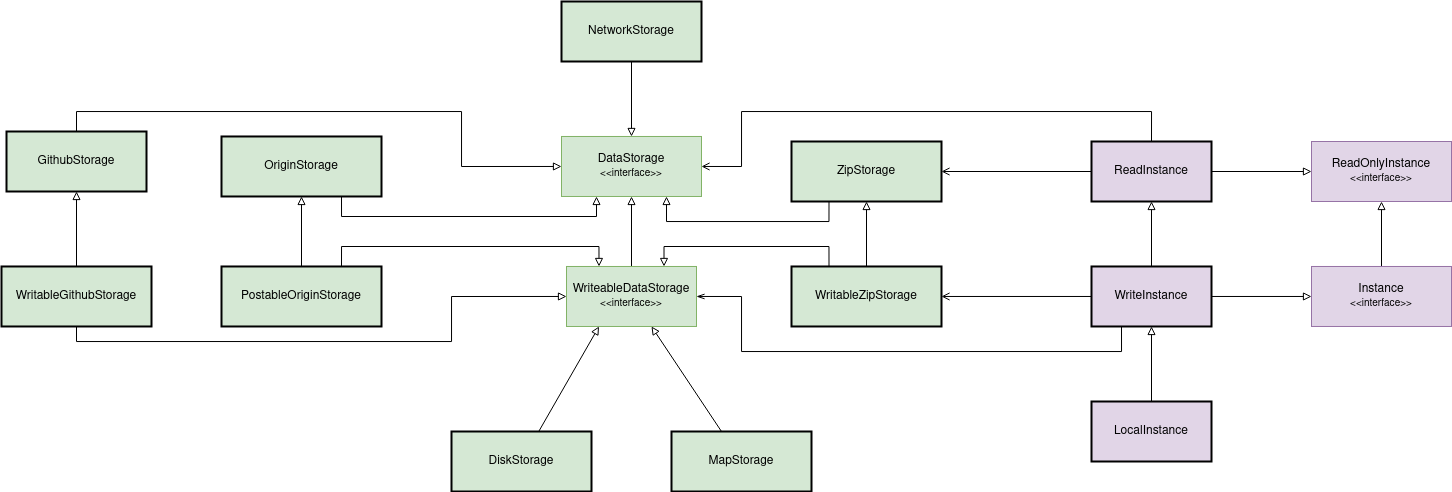 NetworkStorage
GithubStorage
OriginStorage
DataStorage
<<interface>>
ZipStorage
ReadInstance
ReadOnlyInstance
<<interface>>
WritableGithubStorage
PostableOriginStorage
WriteableDataStorage
<<interface>>
WritableZipStorage
WriteInstance
Instance
<<interface>>
LocalInstance
DiskStorage
MapStorage